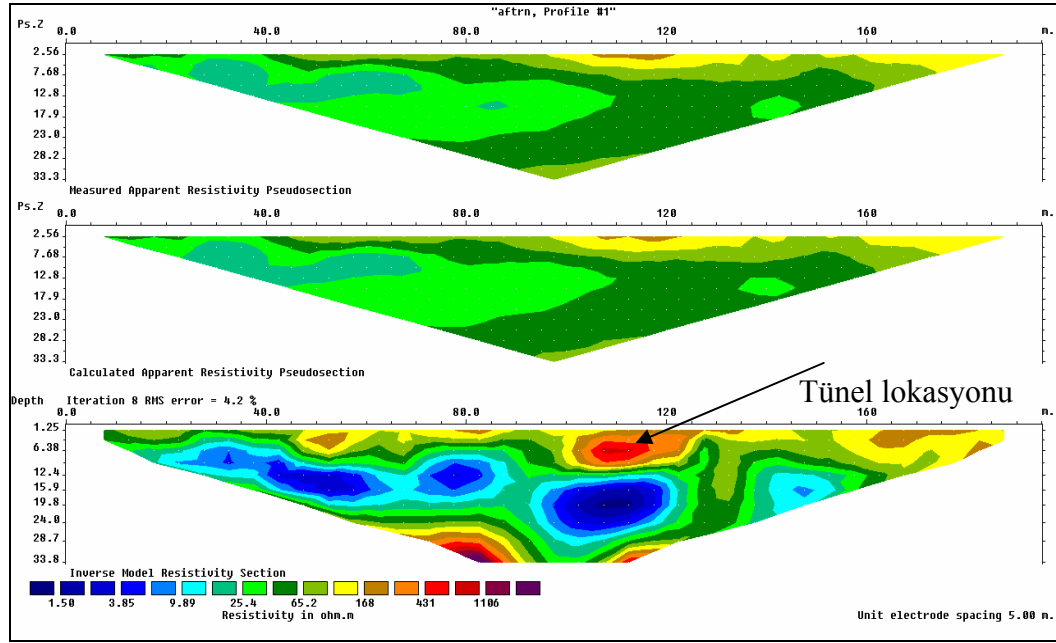 "aftrn, Profile #1"
Ps.Z 0.0 40.0 80.0 120 160 m.
2.56
7.68
12.8
17.9
23.0
28.2
33.3
Measured Apparent Resistivity Pseudosection
Ps.Z 0.0 40.0 80.0 120 160 m.
2.56
7.68
12.8
17.9
23.0
28.2
33.3
Calculated Apparent Resistivity Pseudosection
Tünel lokasyonu
Depth Iteration 8 RMS error = 4.2 %
0.0 40.0 80.0 120 160 m.
1.25
6.38
12.4
15.9
19.8
24.0
28.7
33.8
Inverse Model Resistivity Section
1.50 3.85 9.89 25.4 65.2 168 431 1106
Resistivity in ohm.m
Unit electrode spacing 5.00 m.